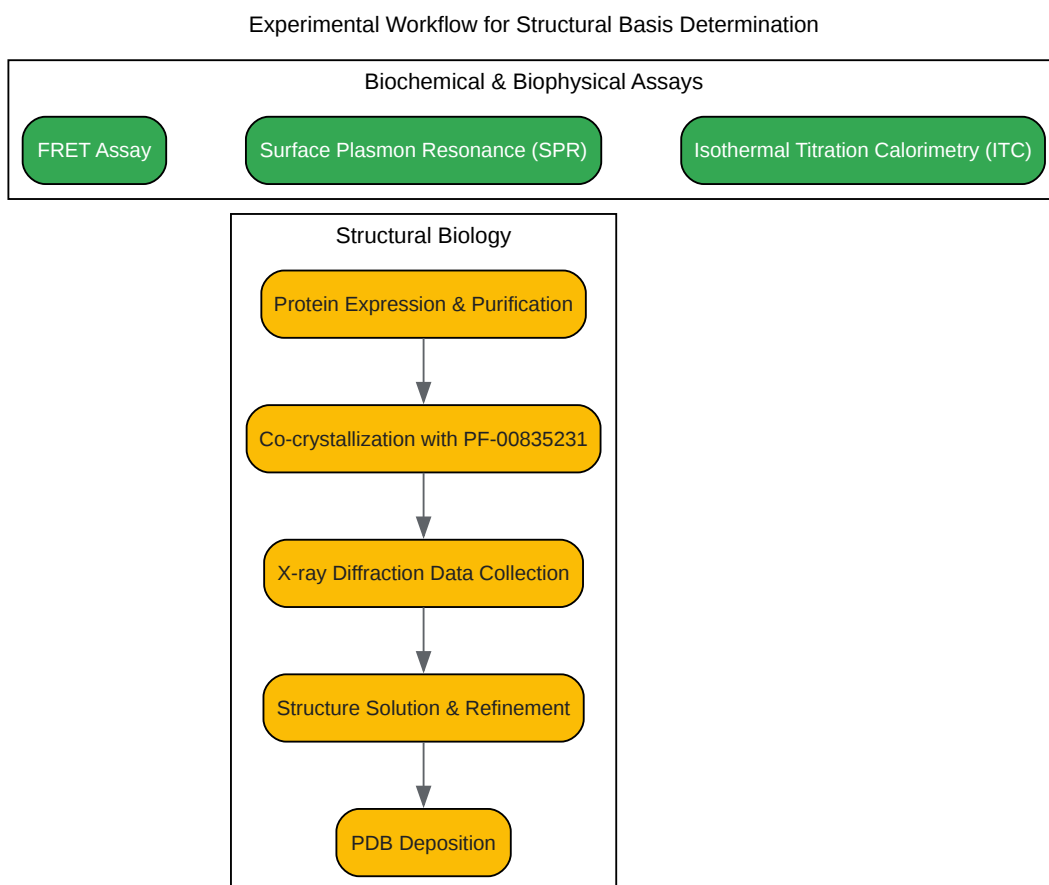 Experimental Workflow for Structural Basis Determination
Biochemical & Biophysical Assays
FRET Assay
Surface Plasmon Resonance (SPR)
Isothermal Titration Calorimetry (ITC)
Structural Biology
Protein Expression & Purification
Co-crystallization with PF-00835231
X-ray Diffraction Data Collection
Structure Solution & Refinement
PDB Deposition